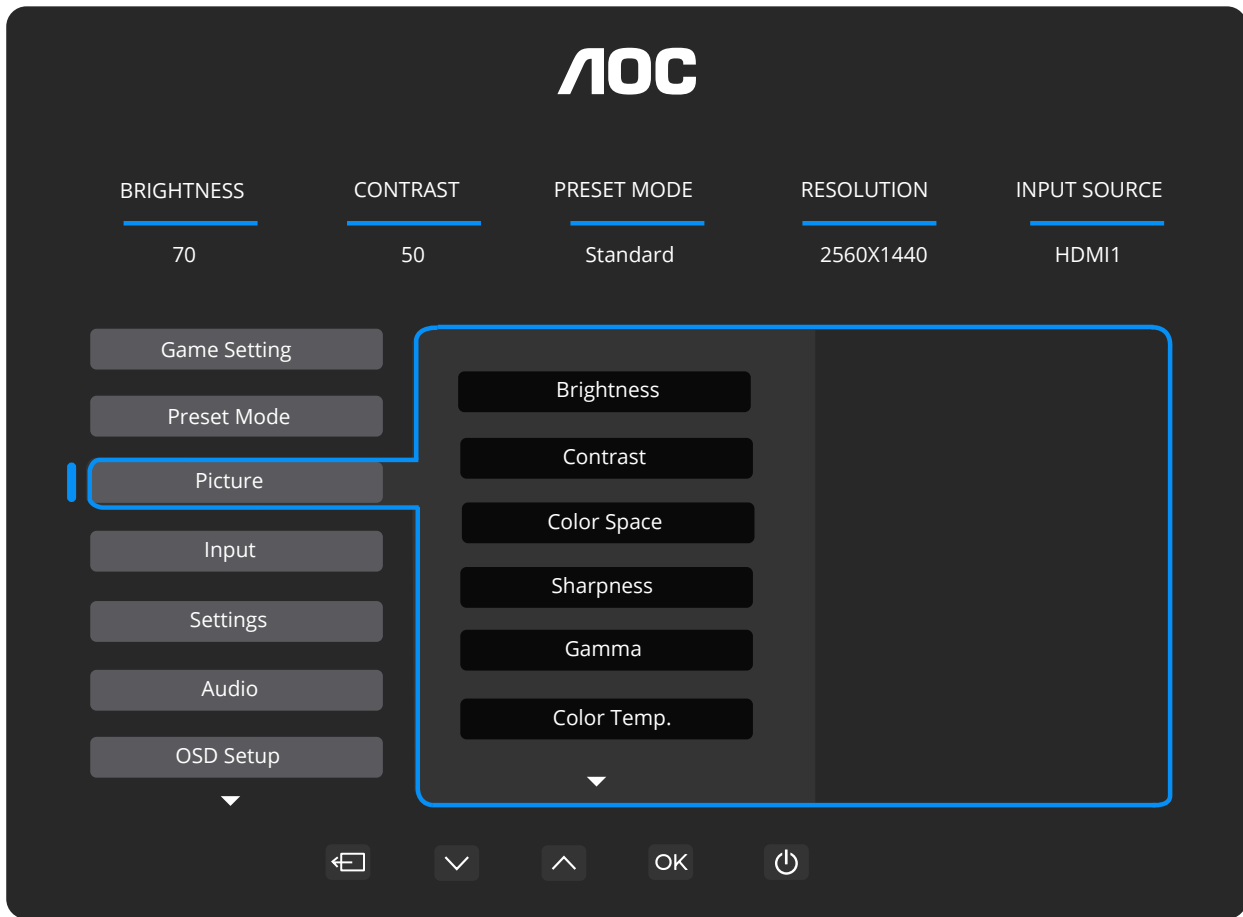 AOC
BRIGHTNESS CONTRAST PRESET MODE RESOLUTION INPUT SOURCE
70 50 Standard 2560X1440 HDMI1
Game Setting
Preset Mode
Picture
Input
Settings
Audio
OSD Setup
Brightness
Contrast
Color Space
Sharpness
Gamma
Color Temp.
OK